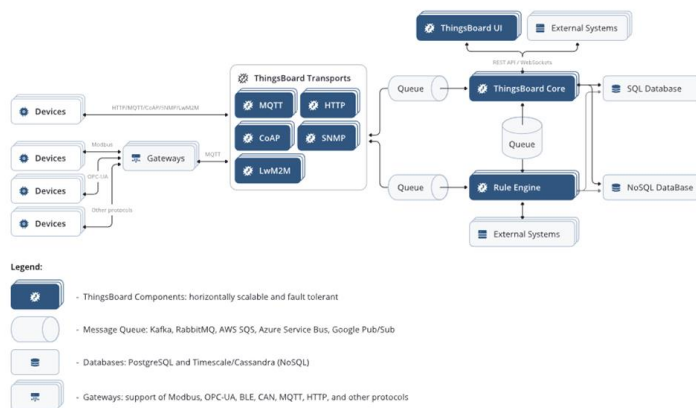 ThingsBoard UI
External Systems
REST API / WebSockets
ThingsBoard Transports
MQTT
HTTP
CoAP
SNMP
LwM2M
Devices
HTTP/MQTT/CoAP/SNMP/LwM2M
Devices
Modbus
Devices
OPC-UA
Devices
Other protocols
Gateways
MQTT
Queue
ThingsBoard Core
SQL Database
Queue
Queue
Rule Engine
NoSQL DataBase
External Systems
Legend:
- ThingsBoard Components: horizontally scalable and fault tolerant
- Message Queue: Kafka, RabbitMQ, AWS SQS, Azure Service Bus, Google Pub/Sub
- Databases: PostgreSQL and Timescale/Cassandra (NoSQL)
- Gateways: support of Modbus, OPC-UA, BLE, CAN, MQTT, HTTP, and other protocols